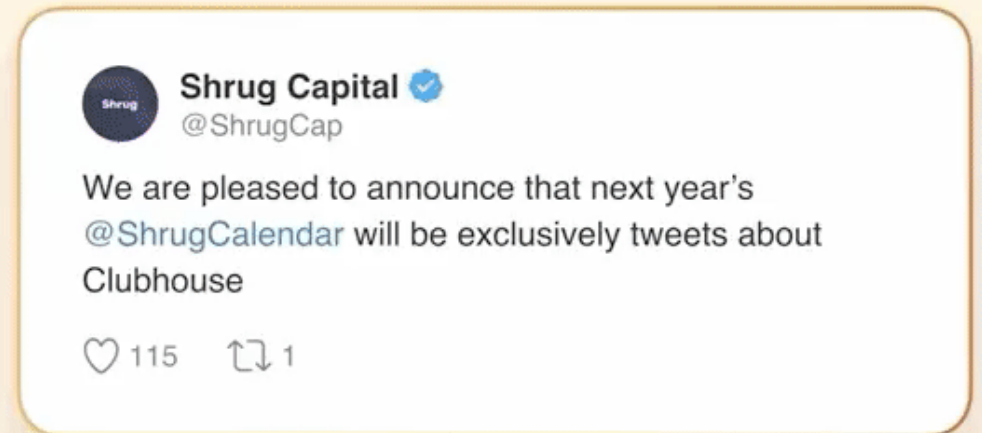 Shrug
Shrug Capital
@ShrugCap
We are pleased to announce that next year’s
@ShrugCalendar will be exclusively tweets about
Clubhouse
115 1